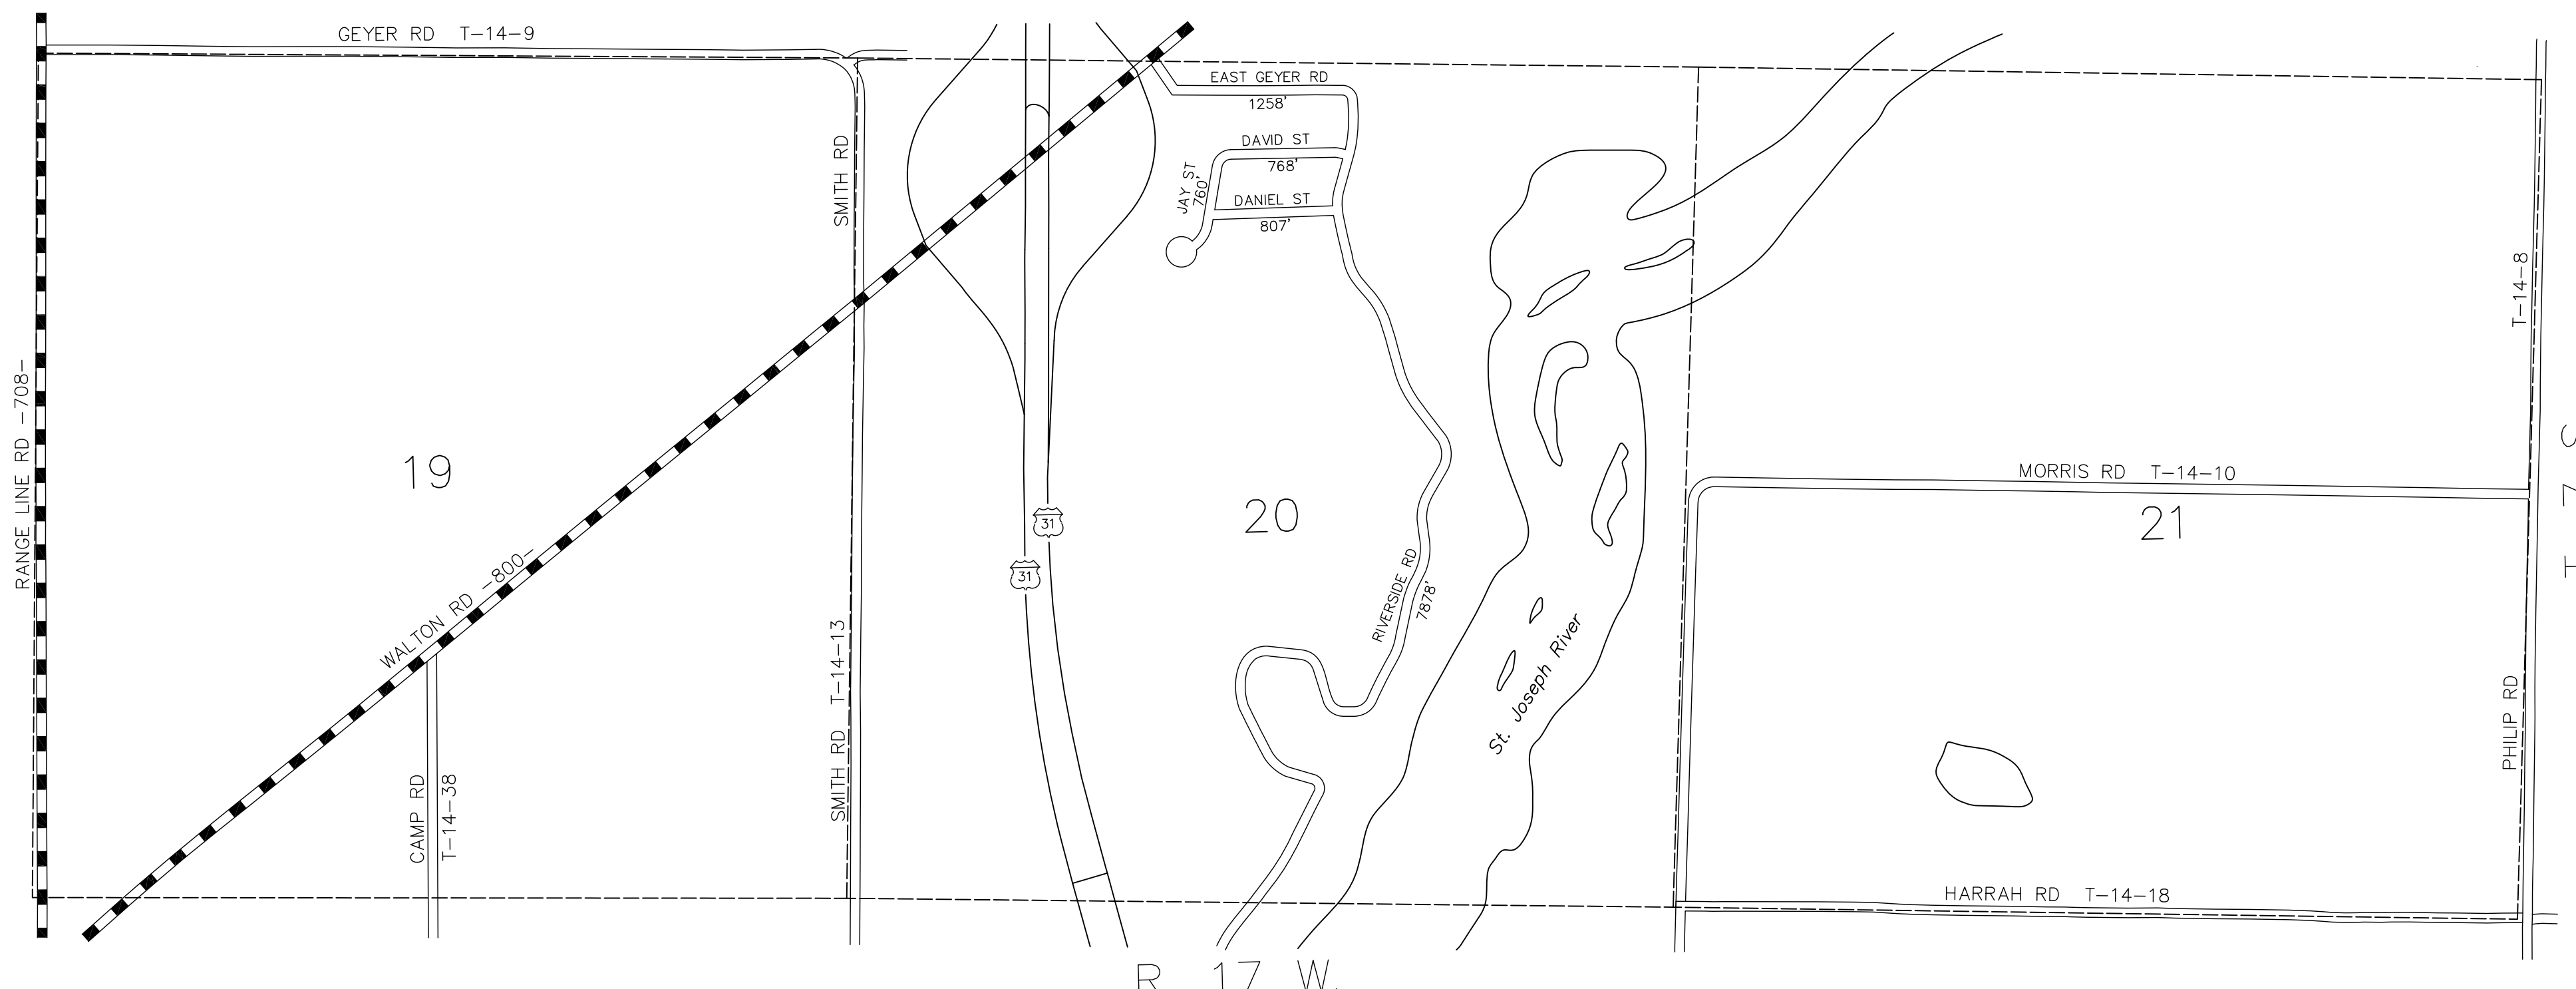 GEYER RD T-14-9
EAST GEYER RD
1258'
DAVID ST
768'
JAY ST
760'
DANIEL ST
807'
SMITH RD
T-14-8
RANGE LINE RD -708-
19
20
21
MORRIS RD T-14-10
31
31
WALTON RD -800-
RIVERSIDE RD
7878'
St. Joseph River
SMITH RD T-14-13
CAMP RD
T-14-38
PHILIP RD
HARRAH RD T-14-18
R 17 W